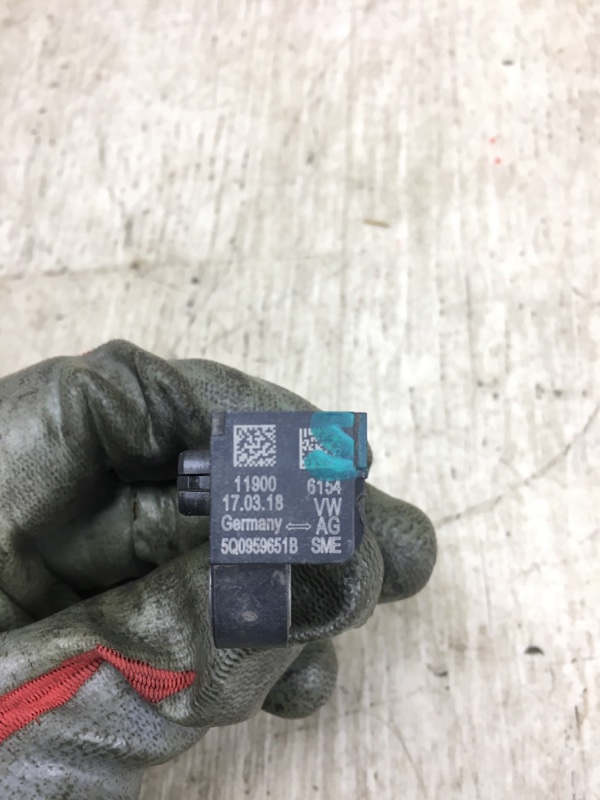 11900 6154
17.03.18 VW
Germany ⇔ AG
5Q0959651B SME